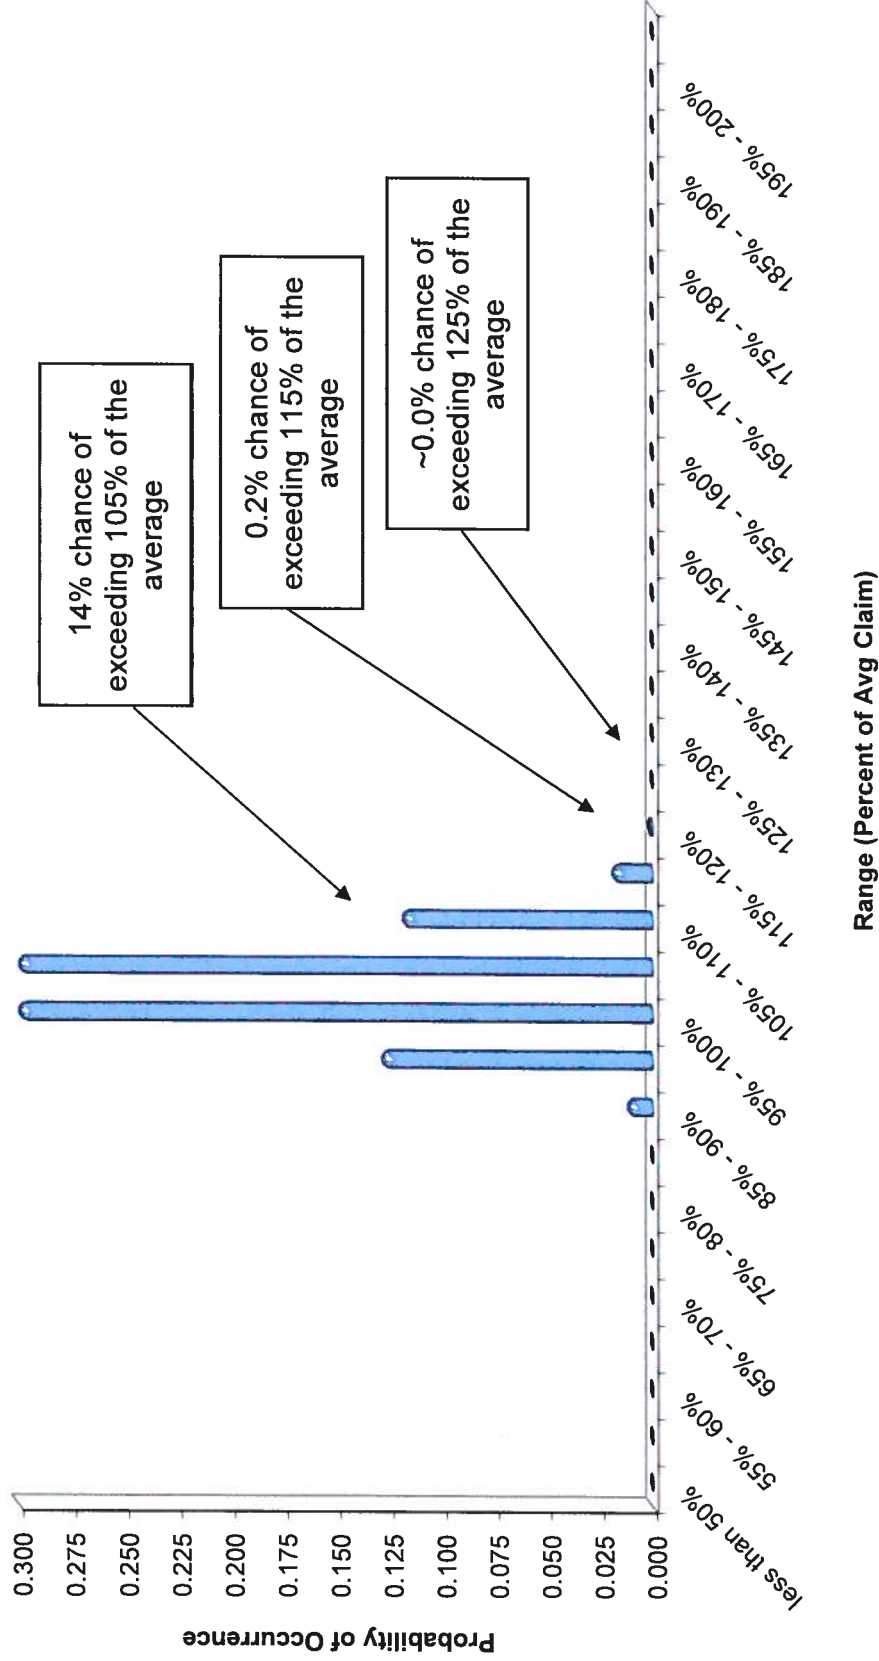 14% chance of
exceeding 105% of the
average
0.2% chance of
exceeding 115% of the
average
~0.0% chance of
exceeding 125% of the
average
Probability of Occurrence
0.300
0.275
0.250
0.225
0.200
0.175
0.150
0.125
0.100
0.075
0.050
0.025
0.000
less than 50%
55% - 60%
65% - 70%
75% - 80%
85% - 90%
95% - 100%
105% - 110%
115% - 120%
125% - 130%
135% - 140%
145% - 150%
155% - 160%
165% - 170%
175% - 180%
185% - 190%
195% - 200%
Range (Percent of Avg Claim)